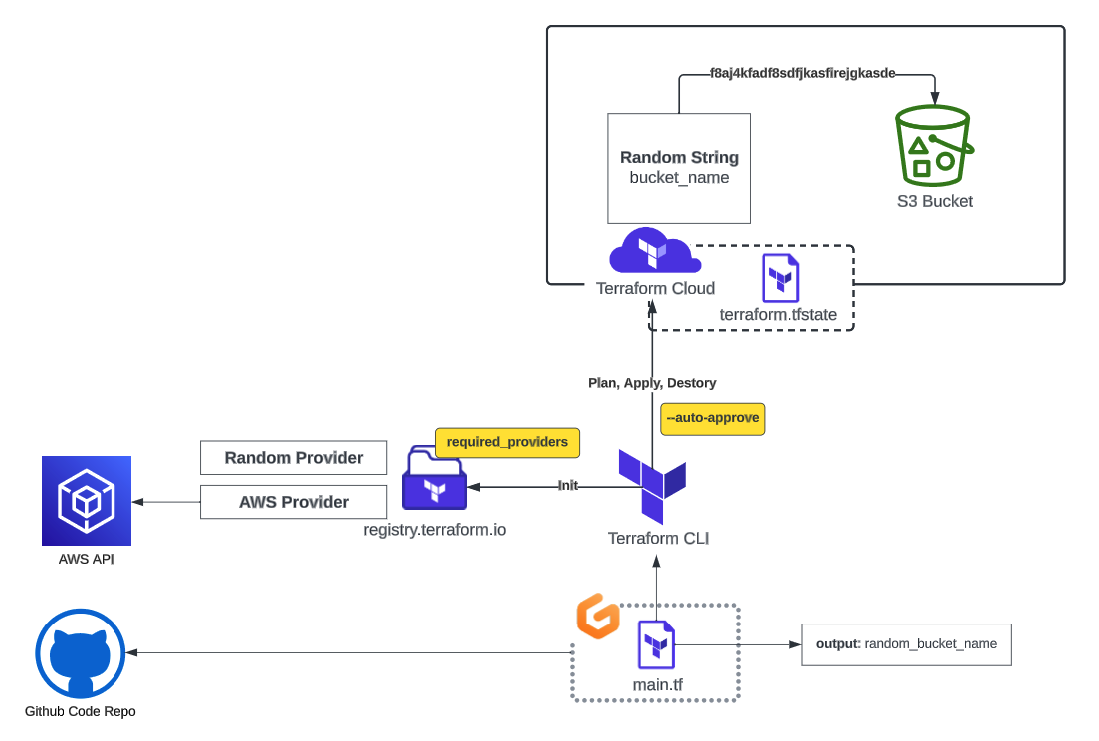 f8aj4kfadf8sdfjkasfirejgkasde
Random String
bucket_name
S3 Bucket
Terraform Cloud
terraform.tfstate
Plan, Apply, Destory
--auto-approve
required_providers
Random Provider
AWS Provider
Init
registry.terraform.io
Terraform CLI
AWS API
output: random_bucket_name
main.tf
Github Code Repo